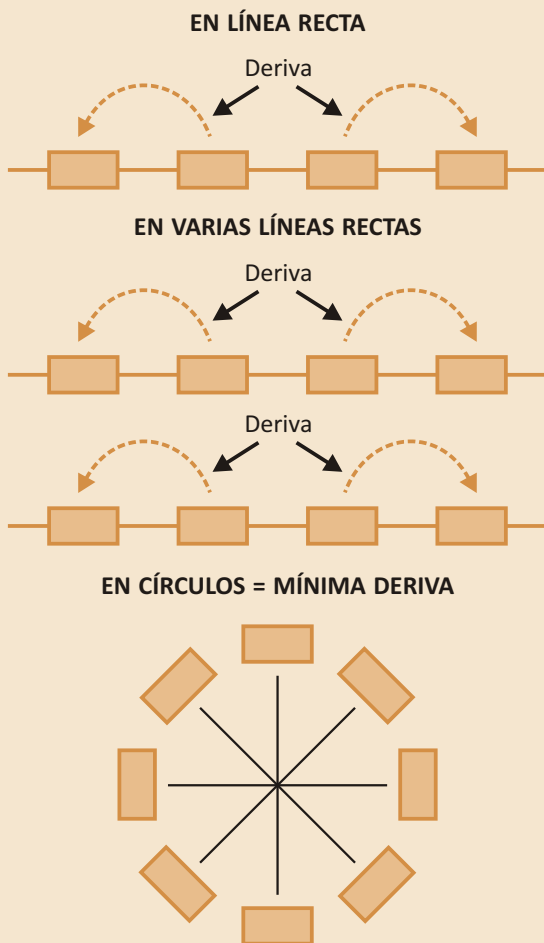 EN LÍNEA RECTA
Deriva
EN VARIAS LÍNEAS RECTAS
Deriva
Deriva
EN CÍRCULOS = MÍNIMA DERIVA